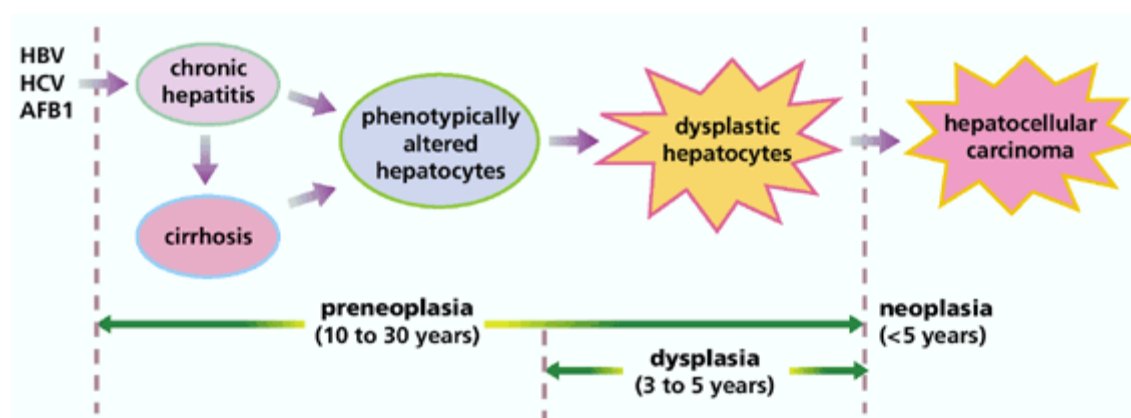 HBV
HCV
AFB1
chronic
hepatitis
cirrhosis
phenotypically
altered
hepatocytes
dysplastic
hepatocytes
hepatocellular
carcinoma
preneoplasia
(10 to 30 years)
neoplasia
(<5 years)
dysplasia
(3 to 5 years)